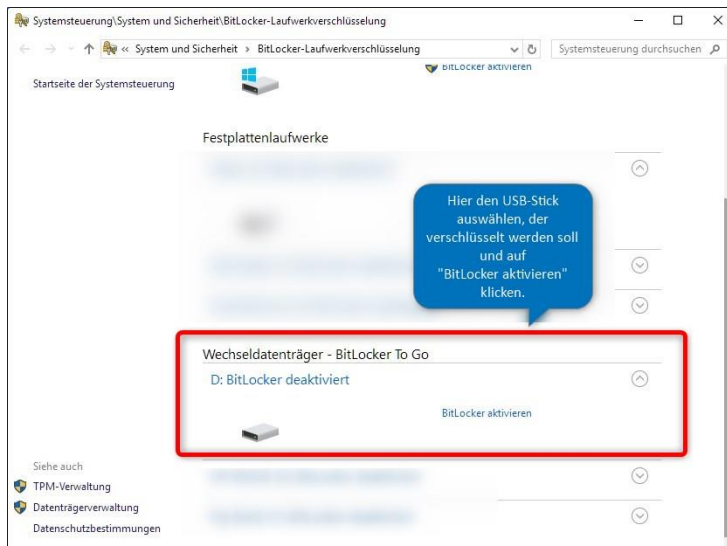 Systemsteuerung\System und Sicherheit\BitLocker-Laufwerkverschlüsselung
« System und Sicherheit > BitLocker-Laufwerkverschlüsselung
Systemsteuerung durchsuchen
Startseite der Systemsteuerung
BitLocker aktivieren
Festplattenlaufwerke
Hier den USB-Stick
auswählen, der
verschlüsselt werden soll
und auf
"BitLocker aktivieren"
klicken.
Wechseldatenträger - BitLocker To Go
D: BitLocker deaktiviert
BitLocker aktivieren
Siehe auch
TPM-Verwaltung
Datenträgerverwaltung
Datenschutzbestimmungen